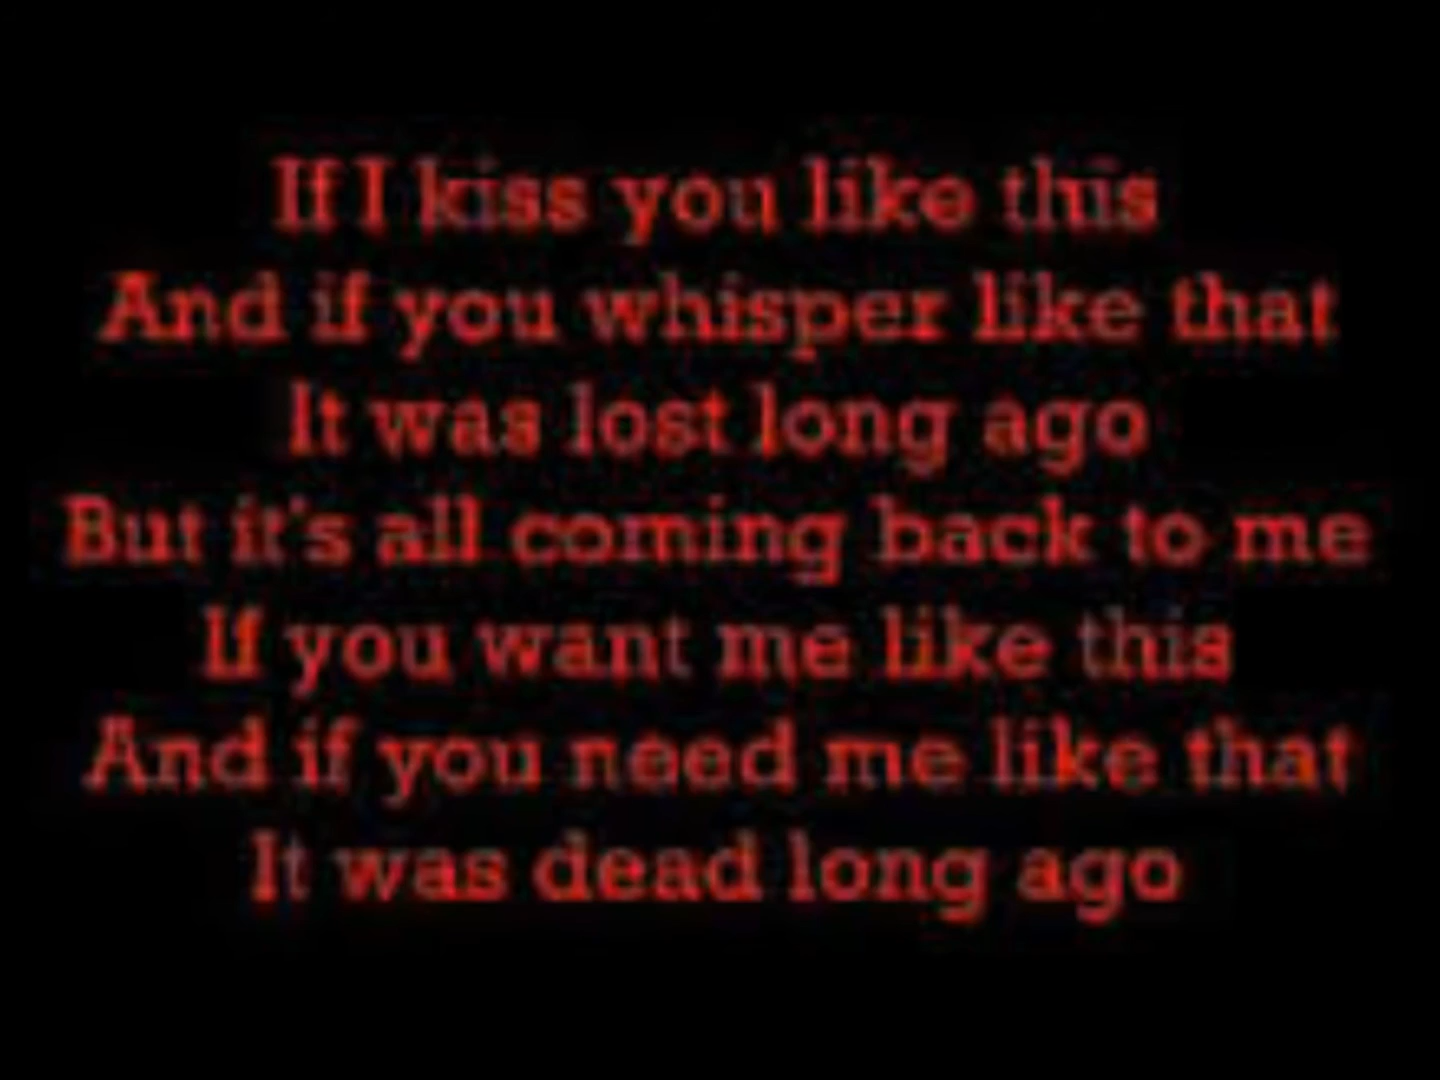 If I kiss you like this
And if you whisper like that
It was lost long ago
But it's all coming back to me
If you want me like this
And if you need me like that
It was dead long ago